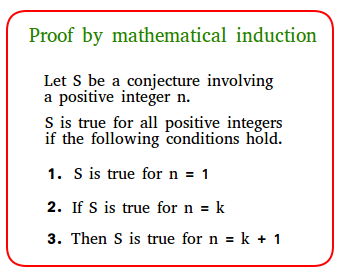 Proof by mathematical induction
Let S be a conjecture involving
a positive integer n.
S is true for all positive integers
if the following conditions hold.
1. S is true for n = 1
2. If S is true for n = k
3. Then S is true for n = k + 1